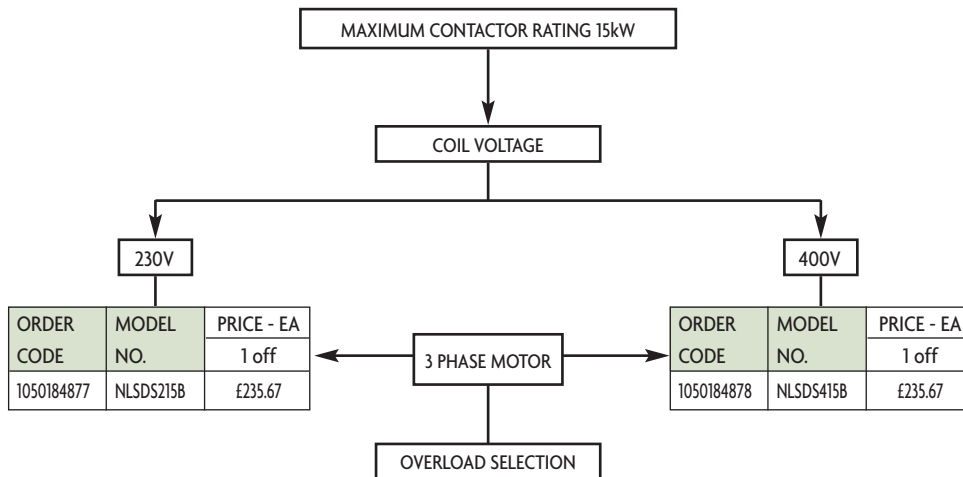 MAXIMUM CONTACTOR RATING 15kW
COIL VOLTAGE
230V
400V
ORDER CODE MODEL NO. PRICE - EA
1 off
1050184877 NLSDS215B £235.67
3 PHASE MOTOR
ORDER CODE MODEL NO. PRICE - EA
1 off
1050184878 NLSDS415B £235.67
OVERLOAD SELECTION